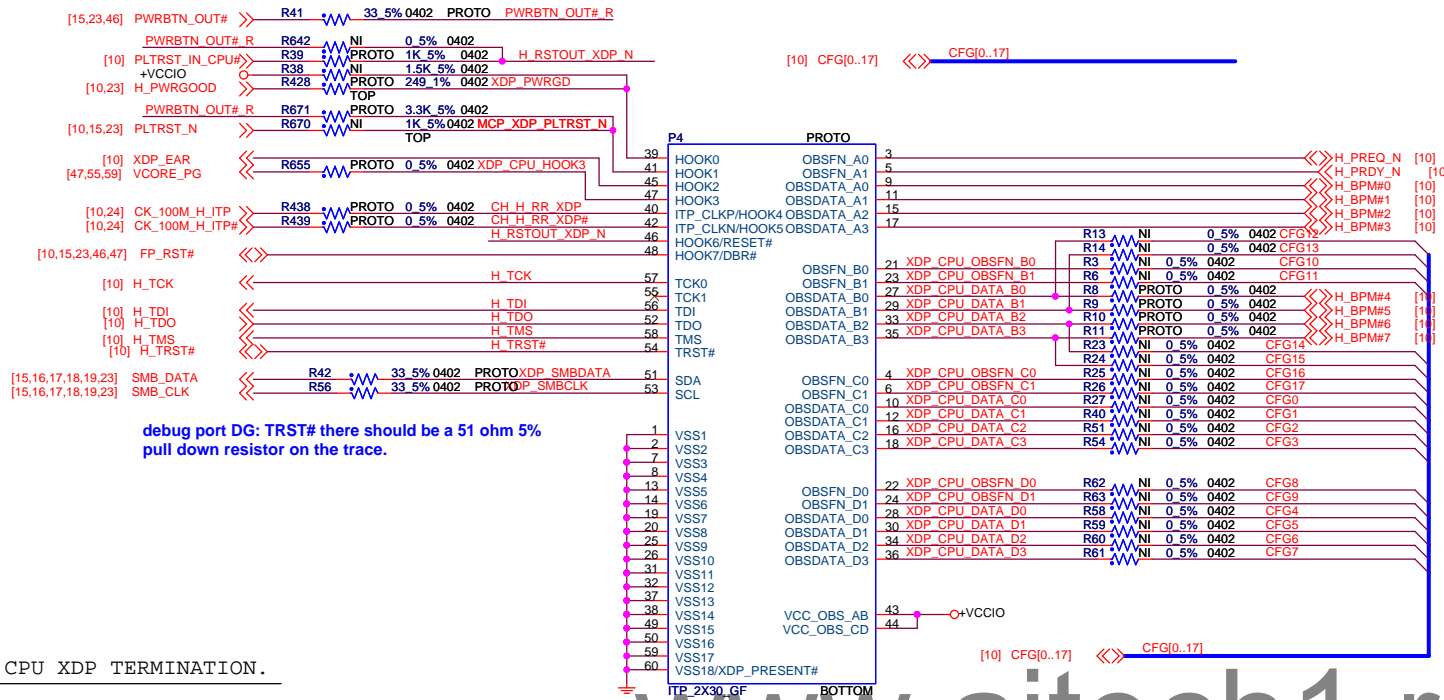 [15,23,46] PWRBTN_OUT# R41 33_5% 0402 PROTO PWRBTN_OUT#_R
PWRBTN_OUT#_R R642 NI 0_5% 0402
[10] PLTRST_IN_CPU# R39 PROTO 1K_5% 0402 H_RSTOUT_XDP_N
+VCCIO R38 NI 1.5K_5% 0402
[10,23] H_PWRGOOD R428 PROTO 249_1% 0402 XDP_PWRGD
TOP
PWRBTN_OUT#_R R671 PROTO 3.3K_5% 0402
[10,15,23] PLTRST_N R670 NI 1K_5% 0402 MCP_XDP_PLTRST_N
TOP
[10] CFG[0..17] CFG[0..17]
[10] XDP_EAR
[47,55,59] VCORE_PG R655 PROTO 0_5% 0402 XDP_CPU_HOOK3
[10,24] CK_100M_H_ITP R438 PROTO 0_5% 0402 CH_H_RR_XDP
[10,24] CK_100M_H_ITP# R439 PROTO 0_5% 0402 CH_H_RR_XDP#
H_RSTOUT_XDP_N
[10,15,23,46,47] FP_RST#
[10] H_TCK H_TCK
[10] H_TDI H_TDI
[10] H_TDO H_TDO
[10] H_TMS H_TMS
[10] H_TRST# H_TRST#
[15,16,17,18,19,23] SMB_DATA R42 33_5% 0402 PROTO XDP_SMBDATA
[15,16,17,18,19,23] SMB_CLK R56 33_5% 0402 PROTO XDP_SMBCLK
debug port DG: TRST# there should be a 51 ohm 5%
pull down resistor on the trace.
CPU XDP TERMINATION.
P4 PROTO
39 HOOK0
41 HOOK1
45 HOOK2
47 HOOK3
40 ITP_CLKP/HOOK4
42 ITP_CLKN/HOOK5
46 HOOK6/RESET#
48 HOOK7/DBR#
57 TCK0
55 TCK1
56 TDI
52 TDO
58 TMS
54 TRST#
51 SDA
53 SCL
1 VSS1
2 VSS2
7 VSS3
8 VSS4
13 VSS5
14 VSS6
19 VSS7
20 VSS8
25 VSS9
26 VSS10
31 VSS11
32 VSS12
37 VSS13
38 VSS14
49 VSS15
50 VSS16
59 VSS17
60 VSS18/XDP_PRESENT#
ITP_2X30_GF BOTTOM
OBSFN_A0 3 H_PREQ_N [10]
OBSFN_A1 5 H_PRDY_N [10
OBSDATA_A0 9 H_BPM#0 [10]
OBSDATA_A1 11 H_BPM#1 [10]
OBSDATA_A2 15 H_BPM#2 [10]
OBSDATA_A3 17 H_BPM#3 [10]
R13 NI 0_5% 0402 CFG12
R14 NI 0_5% 0402 CFG13
OBSFN_B0 21 XDP_CPU_OBSFN_B0 R3 NI 0_5% 0402 CFG10
OBSFN_B1 23 XDP_CPU_OBSFN_B1 R6 NI 0_5% 0402 CFG11
OBSDATA_B0 27 XDP_CPU_DATA_B0 R8 PROTO 0_5% 0402 H_BPM#4 [10]
OBSDATA_B1 29 XDP_CPU_DATA_B1 R9 PROTO 0_5% 0402 H_BPM#5 [10]
OBSDATA_B2 33 XDP_CPU_DATA_B2 R10 PROTO 0_5% 0402 H_BPM#6 [10]
OBSDATA_B3 35 XDP_CPU_DATA_B3 R11 PROTO 0_5% 0402 H_BPM#7 [10]
R23 NI 0_5% 0402 CFG14
R24 NI 0_5% 0402 CFG15
OBSFN_C0 4 XDP_CPU_OBSFN_C0 R25 NI 0_5% 0402 CFG16
OBSFN_C1 6 XDP_CPU_OBSFN_C1 R26 NI 0_5% 0402 CFG17
OBSDATA_C0 10 XDP_CPU_DATA_C0 R27 NI 0_5% 0402 CFG0
OBSDATA_C1 12 XDP_CPU_DATA_C1 R40 NI 0_5% 0402 CFG1
OBSDATA_C2 16 XDP_CPU_DATA_C2 R51 NI 0_5% 0402 CFG2
OBSDATA_C3 18 XDP_CPU_DATA_C3 R54 NI 0_5% 0402 CFG3
OBSFN_D0 22 XDP_CPU_OBSFN_D0 R62 NI 0_5% 0402 CFG8
OBSFN_D1 24 XDP_CPU_OBSFN_D1 R63 NI 0_5% 0402 CFG9
OBSDATA_D0 28 XDP_CPU_DATA_D0 R58 NI 0_5% 0402 CFG4
OBSDATA_D1 30 XDP_CPU_DATA_D1 R59 NI 0_5% 0402 CFG5
OBSDATA_D2 34 XDP_CPU_DATA_D2 R60 NI 0_5% 0402 CFG6
OBSDATA_D3 36 XDP_CPU_DATA_D3 R61 NI 0_5% 0402 CFG7
VCC_OBS_AB 43 +VCCIO
VCC_OBS_CD 44
[10] CFG[0..17] CFG[0..17]